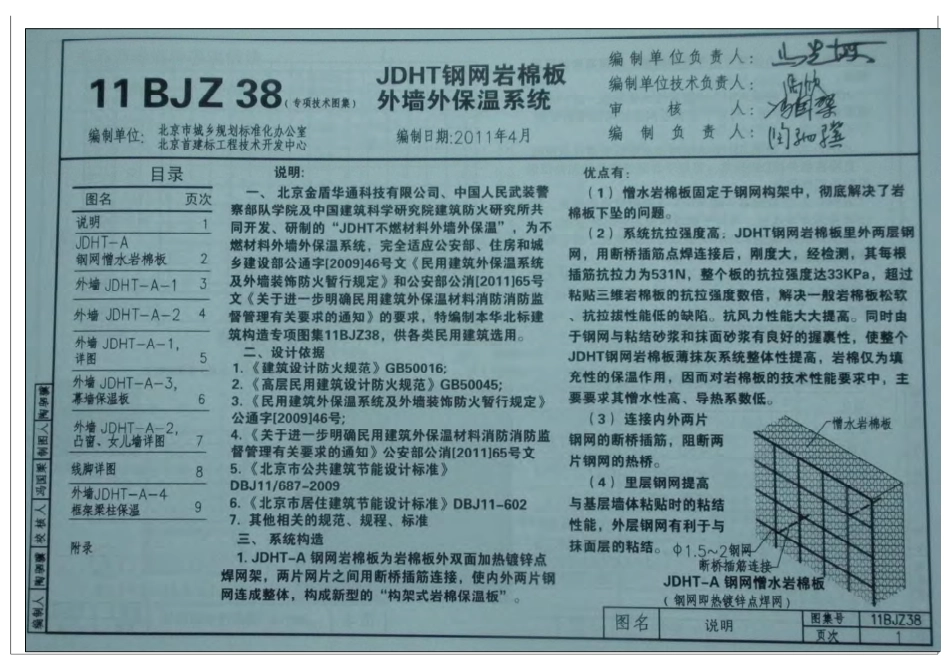 11 BJZ 38(专项技术图集)
JDHT钢网岩棉板
外墙外保温系统
编制单位: 北京市城乡规划标准化办公室
北京首建标工程技术开发中心
编制日期:2011年4月
编制单位负责人:
编制单位技术负责人:
审核人:
编制负责人:
目录
图名 页次
说明 1
JDHT-A
钢网憎水岩棉板 2
外墙 JDHT-A-1 3
外墙 JDHT-A-2 4
外墙 JDHT-A-1,
详图 5
外墙 JDHT-A-3,
幕墙保温板 6
外墙 JDHT-A-2,
凸窗、女儿墙详图 7
线脚详图 8
外墙JDHT-A-4
框架梁柱保温 9
附录
说明:
一、北京金盾华通科技有限公司、中国人民武装警
察部队学院及中国建筑科学研究院建筑防火研究所共
同开发、研制的“JDHT不燃材料外墙外保温”,为不
燃材料外墙外保温系统,完全适应公安部、住房和城
乡建设部公通字[2009]46号文《民用建筑外保温系统
及外墙装饰防火暂行规定》和公安部公消[2011]65号
文《关于进一步明确民用建筑外保温材料消防消防监
督管理有关要求的通知》的要求,特编制本华北标建
筑构造专项图集11BJZ38,供各类民用建筑选用。
二、设计依据
1.《建筑设计防火规范》GB50016;
2.《高层民用建筑设计防火规范》GB50045;
3.《民用建筑外保温系统及外墙装饰防火暂行规定》
公通字[2009]46号;
4.《关于进一步明确民用建筑外保温材料消防消防监
督管理有关要求的通知》公安部公消[2011]65号文
5.《北京市公共建筑节能设计标准》
DBJ11/687-2009
6.《北京市居住建筑节能设计标准》DBJ11-602
7. 其他相关的规范、规程、标准
三、系统构造
1. JDHT-A 钢网岩棉板为岩棉板外双面加热镀锌点
焊网架,两片网片之间用断桥插筋连接,使内外两片钢
网连成整体,构成新型的“构架式岩棉保温板”。
优点有:
(1)憎水岩棉板固定于钢网构架中,彻底解决了岩
棉板下坠的问题。
(2)系统抗拉强度高. JDHT钢网岩棉板里外两层钢
网,用断桥插筋点焊连接后,刚度大,经检测,其每根
插筋抗拉力为531N,整个板的抗拉强度达33KPa,超过
粘贴三维岩棉板的抗拉强度数倍,解决一般岩棉板松软
、抗拉拔性能低的缺陷。抗风力性能大大提高。同时由
于钢网与粘结砂浆和抹面砂浆有良好的握裹性,使整个
JDHT钢网岩棉板薄抹灰系统整体性提高,岩棉仅为填
充性的保温作用,因而对岩棉板的技术性能要求中,主
要要求其憎水性高、导热系数低。
(3)连接内外两片
钢网的断桥插筋,阻断两
片钢网的热桥。
(4)里层钢网提高
与基层墙体粘贴时的粘结
性能,外层钢网有利于与
抹面层的粘结。
憎水岩棉板
Φ1.5~2钢网
断桥插筋连接
JDHT-A 钢网憎水岩棉板
(钢网即热镀锌点焊网)
图名 说明 图集号 11BJZ38
页次 1
编制人 校核人 冯国梁 制图人